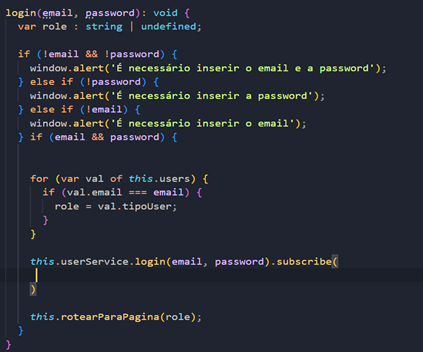 login(email, password): void {
var role : string | undefined;
if (!email && !password) {
window.alert('É necessário inserir o email e a password');
} else if (!password) {
window.alert('É necessário inserir a password');
} else if (!email) {
window.alert('É necessário inserir o email');
} if (email && password) {
for (var val of this.users) {
if (val.email === email) {
role = val.tipoUser;
}
}
this.userService.login(email, password).subscribe(
)
this.rotearParaPagina(role);
}
}